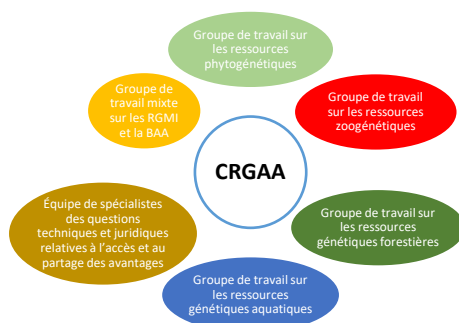 Groupe de travail sur
les ressources
phytogénétiques
Groupe de
travail mixte
sur les RGMI
et la BAA
Groupe de travail
sur les ressources
zoogénétiques
CRGAA
Équipe de spécialistes
des questions
techniques et juridiques
relatives à l'accès et au
partage des avantages
Groupe de travail sur
les ressources
génétiques forestières
Groupe de travail sur
les ressources
génétiques aquatiques